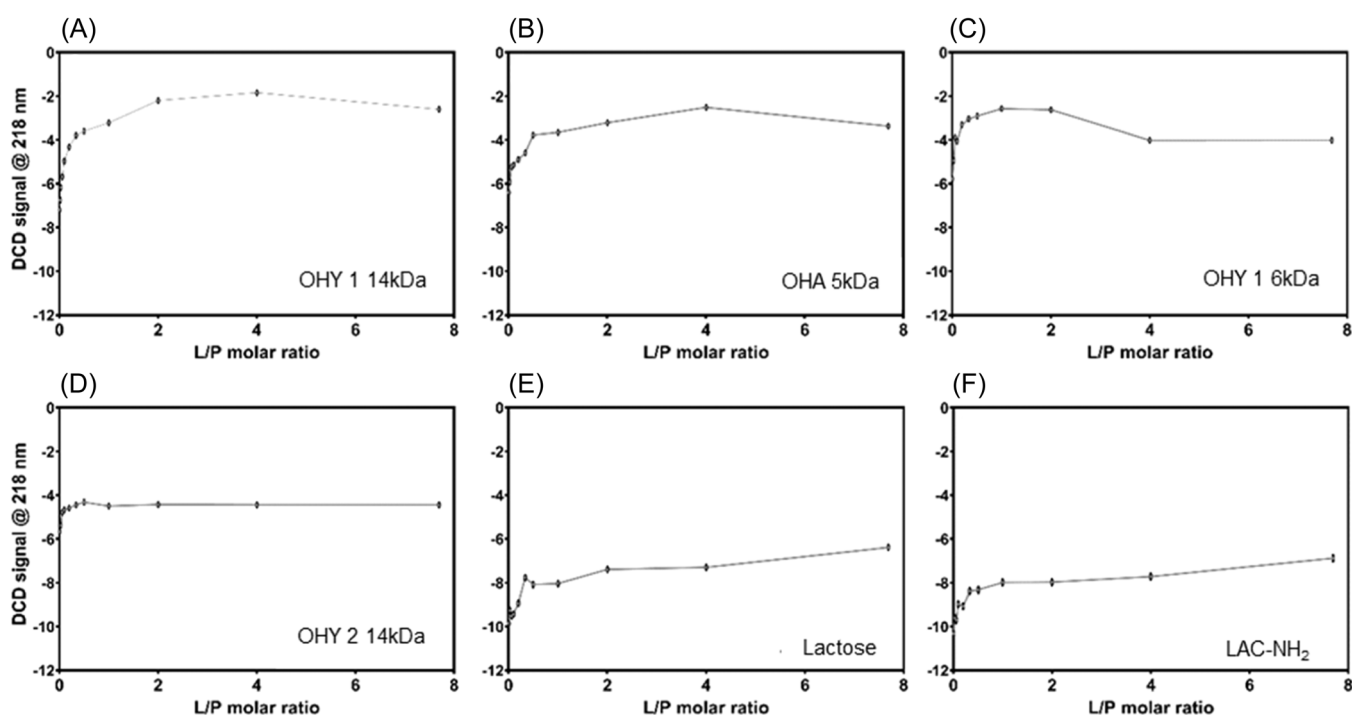 (A)
(B)
(C)
0
-2
-4
-6
-8
-10
-12
DCD signal @ 218 nm
OHY 1 14kDa
0 2 4 6 8
L/P molar ratio
0
-2
-4
-6
-8
-10
-12
OHA 5kDa
0 2 4 6 8
L/P molar ratio
0
-2
-4
-6
-8
-10
-12
OHY 1 6kDa
0 2 4 6 8
L/P molar ratio
(D)
(E)
(F)
0
-2
-4
-6
-8
-10
-12
DCD signal @ 218 nm
OHY 2 14kDa
0 2 4 6 8
L/P molar ratio
0
-2
-4
-6
-8
-10
-12
Lactose
0 2 4 6 8
L/P molar ratio
0
-2
-4
-6
-8
-10
-12
LAC-NH₂
0 2 4 6 8
L/P molar ratio